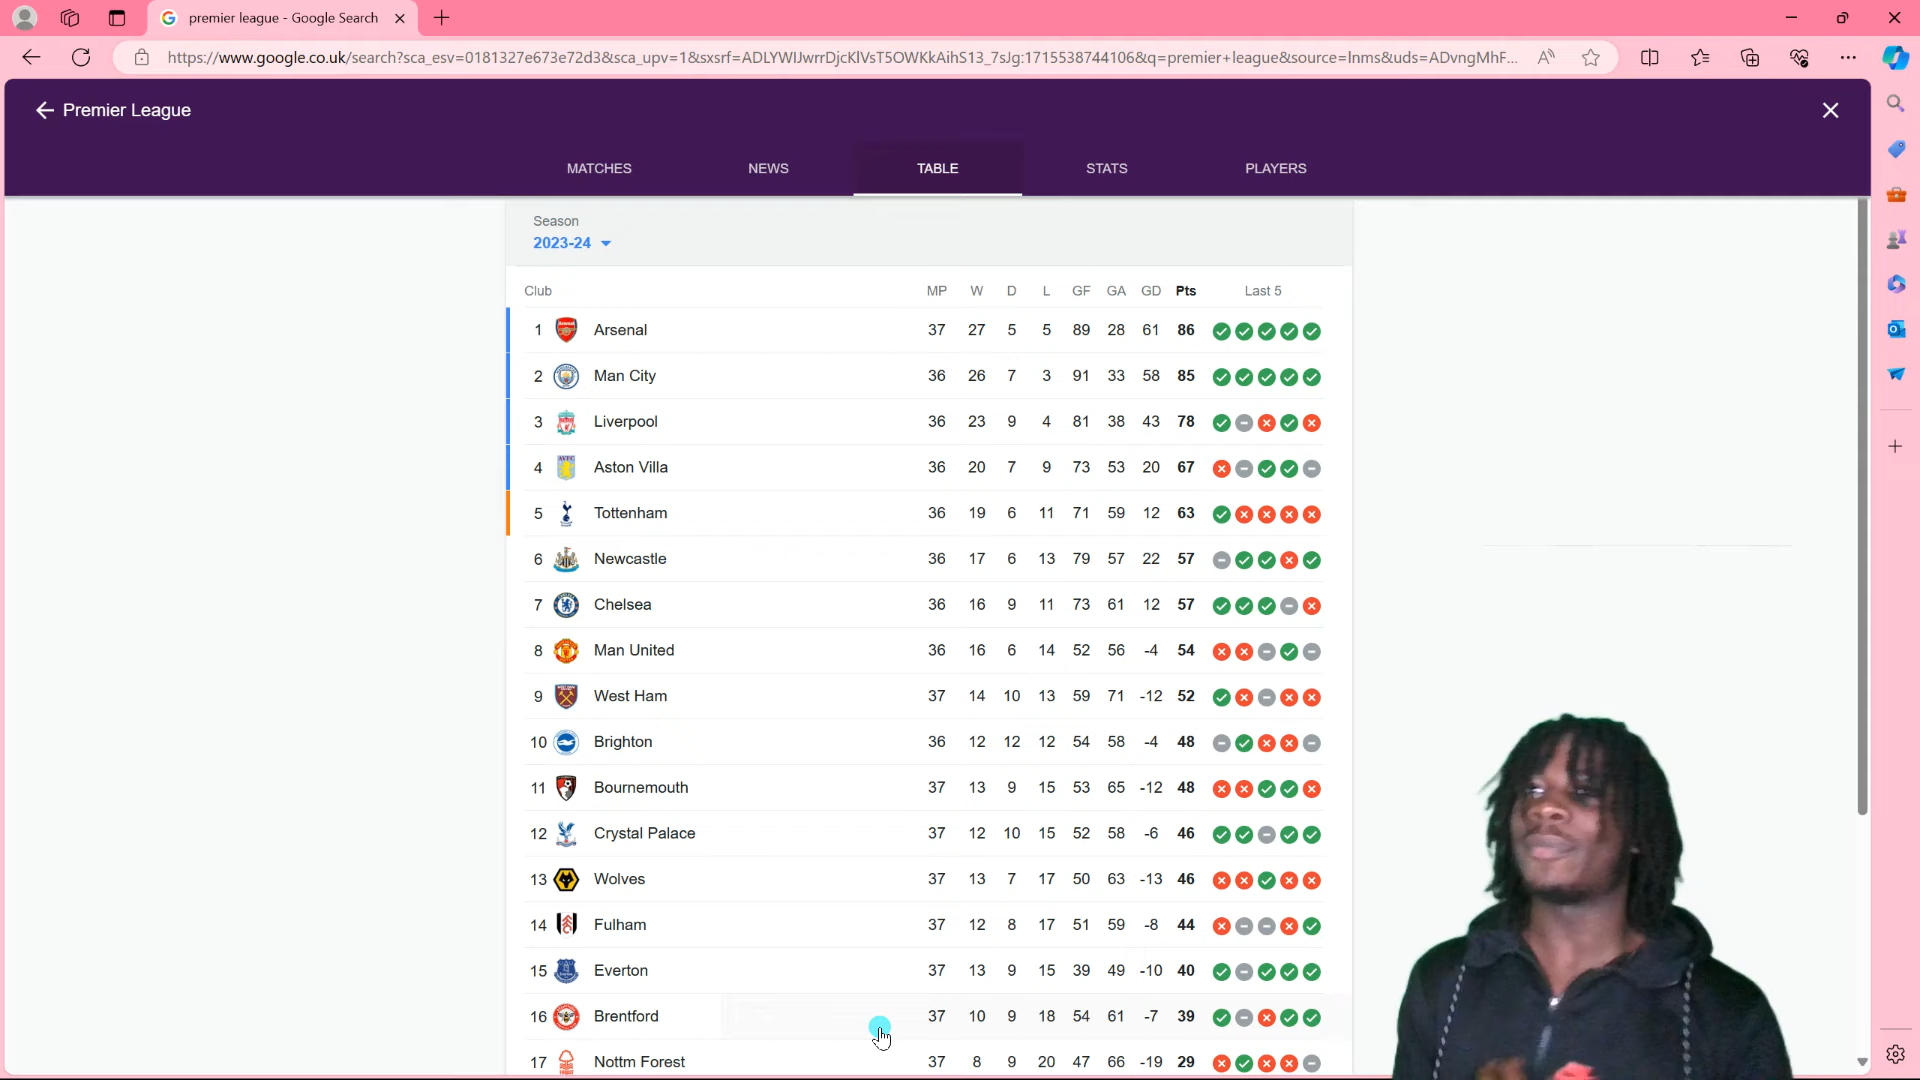 premier league - Google Search
https://www.google.co.uk/search?sca_esv=0181327e673e72d3&sca_upv=1&sxsrf=ADLYWIJwrrDjcKlVsT5OWKkAihS13_7sJg:1715538744106&q=premier+league&source=lnms&uds=ADvngMhF...
Premier League
MATCHES NEWS TABLE STATS PLAYERS
Season
2023-24
Club MP W D L GF GA GD Pts Last 5
1 Arsenal 37 27 5 5 89 28 61 86
2 Man City 36 26 7 3 91 33 58 85
3 Liverpool 36 23 9 4 81 38 43 78
4 Aston Villa 36 20 7 9 73 53 20 67
5 Tottenham 36 19 6 11 71 59 12 63
6 Newcastle 36 17 6 13 79 57 22 57
7 Chelsea 36 16 9 11 73 61 12 57
8 Man United 36 16 6 14 52 56 -4 54
9 West Ham 37 14 10 13 59 71 -12 52
10 Brighton 36 12 12 12 54 58 -4 48
11 Bournemouth 37 13 9 15 53 65 -12 48
12 Crystal Palace 37 12 10 15 52 58 -6 46
13 Wolves 37 13 7 17 50 63 -13 46
14 Fulham 37 12 8 17 51 59 -8 44
15 Everton 37 13 9 15 39 49 -10 40
16 Brentford 37 10 9 18 54 61 -7 39
17 Nottm Forest 37 8 9 20 47 66 -19 29